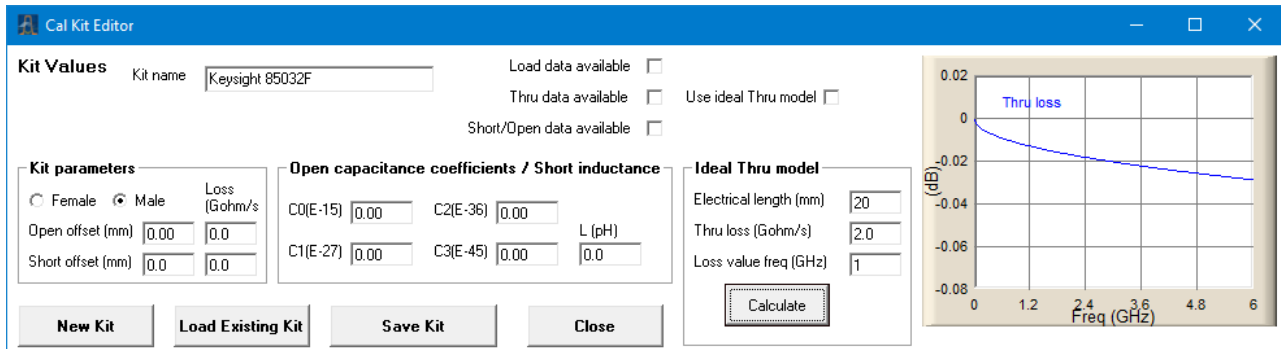 Cal Kit Editor
Kit Values
Kit name
Keysight 85032F
Load data available
Thru data available
Use ideal Thru model
Short/Open data available
Kit parameters
Female
Male
Loss
(Gohm/s
Open offset (mm) 0.00 0.0
Short offset (mm) 0.0 0.0
Open capacitance coefficients / Short inductance
C0(E-15) 0.00 C2(E-36) 0.00
L (pH)
C1(E-27) 0.00 C3(E-45) 0.00 0.0
Ideal Thru model
Electrical length (mm) 20
Thru loss (Gohm/s) 2.0
Loss value freq (GHz) 1
Calculate
New Kit
Load Existing Kit
Save Kit
Close
0.02
0
-0.02
-0.04
-0.06
-0.08
(dB)
Thru loss
0 1.2 2.4 3.6 4.8 6
Freq (GHz)